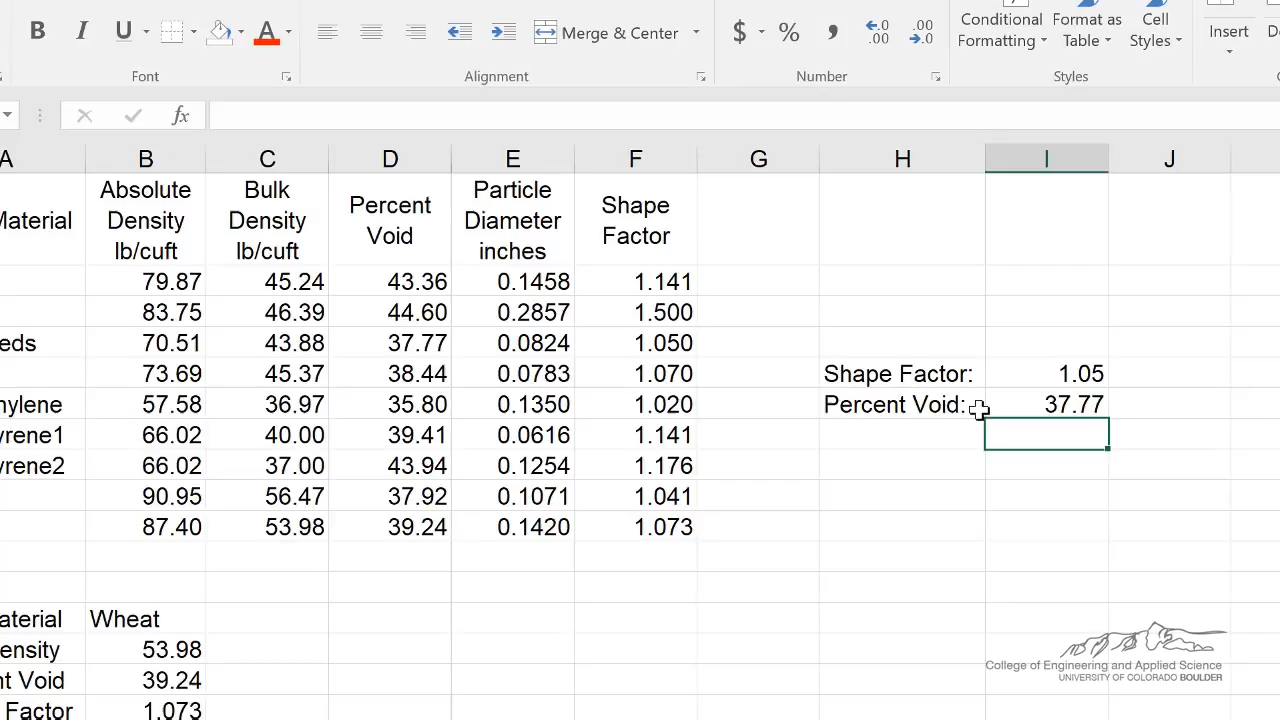 B I U A Merge & Center $ % , .00 .00 Conditional Formatting Format as Table Cell Styles Insert
Font Alignment Number Styles
fx
A B C D E F G H I J
Material Absolute Density lb/cuft Bulk Density lb/cuft Percent Void Particle Diameter inches Shape Factor
79.87 45.24 43.36 0.1458 1.141
83.75 46.39 44.60 0.2857 1.500
eds 70.51 43.88 37.77 0.0824 1.050
73.69 45.37 38.44 0.0783 1.070 Shape Factor: 1.05
hylene 57.58 36.97 35.80 0.1350 1.020 Percent Void: 37.77
yrene1 66.02 40.00 39.41 0.0616 1.141
yrene2 66.02 37.00 43.94 0.1254 1.176
90.95 56.47 37.92 0.1071 1.041
87.40 53.98 39.24 0.1420 1.073
aterial Wheat
ensity 53.98
nt Void 39.24
Factor 1.073
College of Engineering and Applied Science
UNIVERSITY OF COLORADO BOULDER